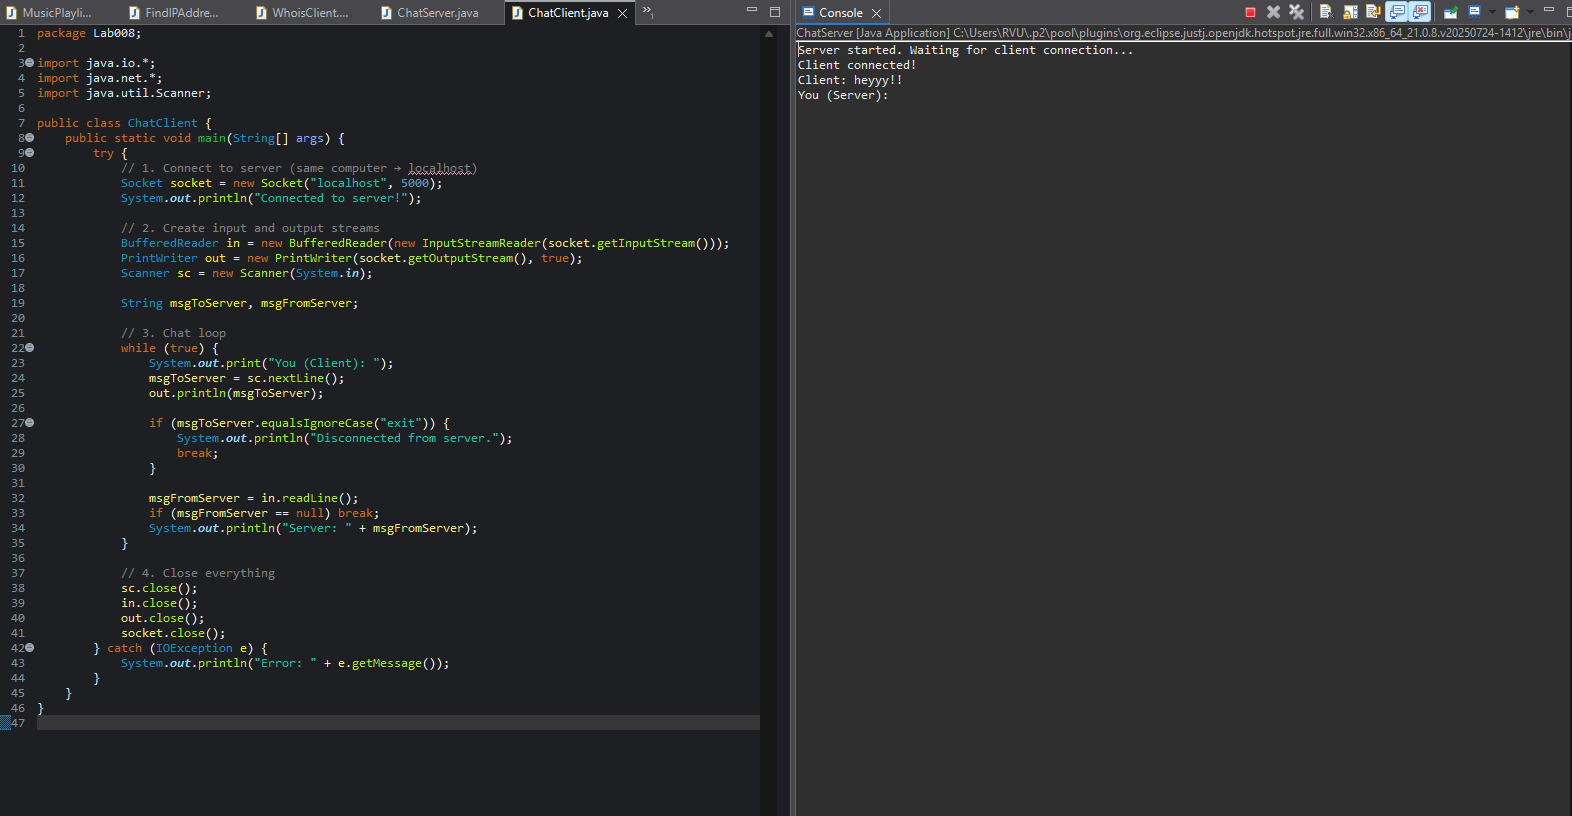 MusicPlayli...
FindIPAddre...
WhoisClient....
ChatServer.java
ChatClient.java
1 package Lab008;
2
3 import java.io.*;
4 import java.net.*;
5 import java.util.Scanner;
6
7 public class ChatClient {
8     public static void main(String[] args) {
9         try {
10             // 1. Connect to server (same computer → localhost)
11             Socket socket = new Socket("localhost", 5000);
12             System.out.println("Connected to server!");
13
14             // 2. Create input and output streams
15             BufferedReader in = new BufferedReader(new InputStreamReader(socket.getInputStream()));
16             PrintWriter out = new PrintWriter(socket.getOutputStream(), true);
17             Scanner sc = new Scanner(System.in);
18
19             String msgToServer, msgFromServer;
20
21             // 3. Chat loop
22             while (true) {
23                 System.out.print("You (Client): ");
24                 msgToServer = sc.nextLine();
25                 out.println(msgToServer);
26
27                 if (msgToServer.equalsIgnoreCase("exit")) {
28                     System.out.println("Disconnected from server.");
29                     break;
30                 }
31
32                 msgFromServer = in.readLine();
33                 if (msgFromServer == null) break;
34                 System.out.println("Server: " + msgFromServer);
35             }
36
37             // 4. Close everything
38             sc.close();
39             in.close();
40             out.close();
41             socket.close();
42         } catch (IOException e) {
43             System.out.println("Error: " + e.getMessage());
44         }
45     }
46 }
47
Console
ChatServer [Java Application] C:\Users\RVU\.p2\pool\plugins\org.eclipse.justj.openjdk.hotspot.jre.full.win32.x86_64_21.0.8.v20250724-1412\jre\bin\j
Server started. Waiting for client connection...
Client connected!
Client: heyyy!!
You (Server):